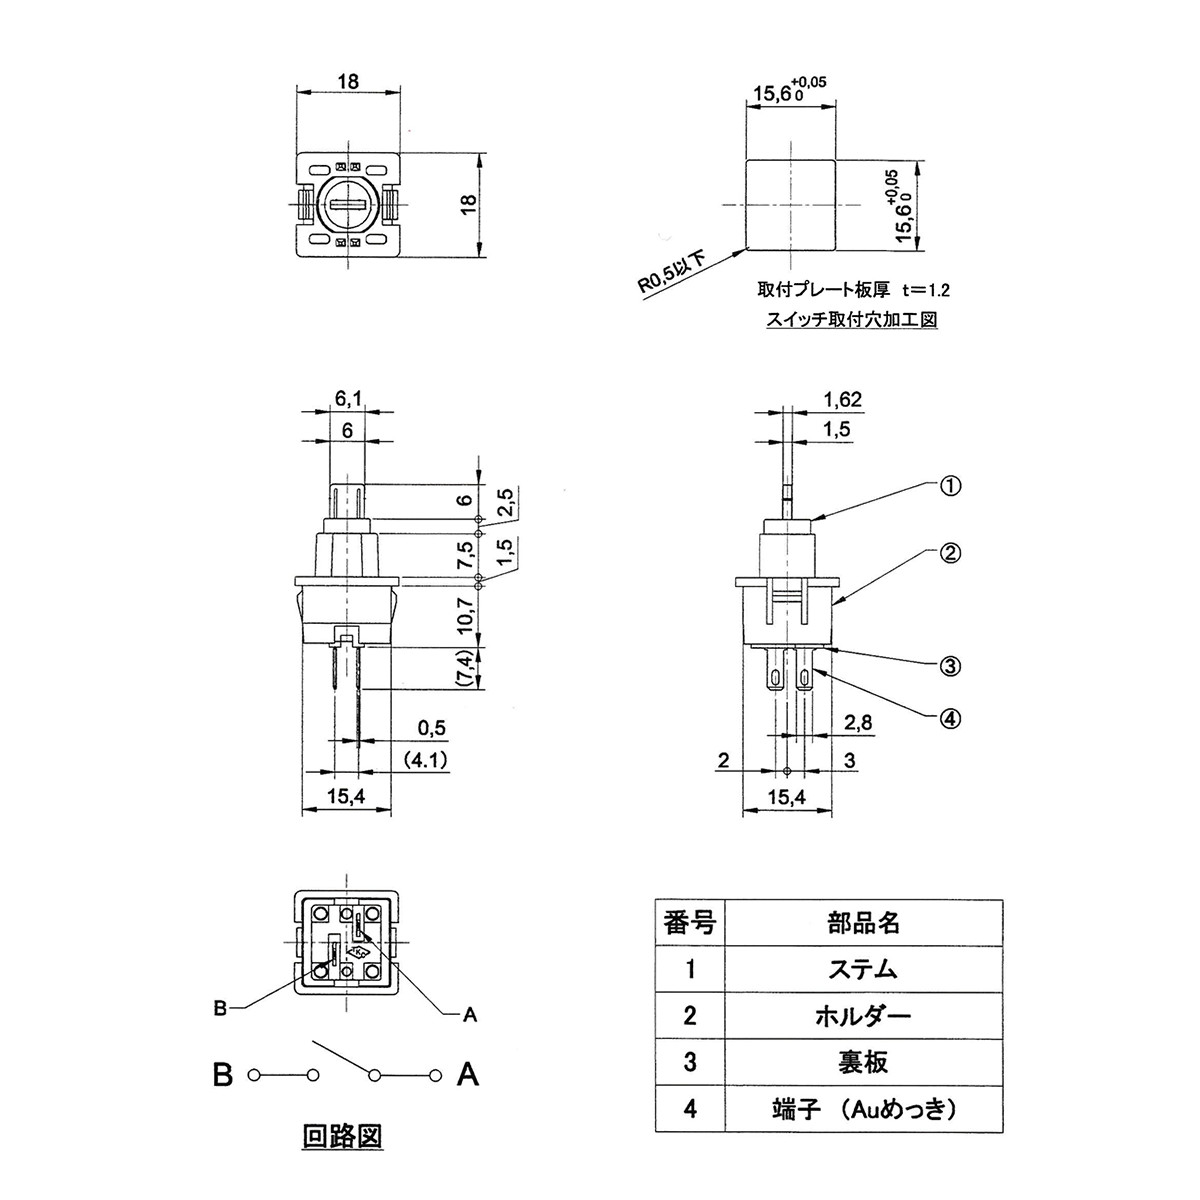 18
18
15,6 +0,05 0
15,6 +0,05 0
R0,5以下
取付プレート板厚 t=1.2
スイッチ取付穴加工図
6,1
6
6
2,5
7,5
1,5
10,7
(7,4)
0,5
(4.1)
15,4
1,62
1,5
①
②
③
④
2,8
2
3
15,4
TKP
B
A
B
A
回路図
番号 部品名
1 ステム
2 ホルダー
3 裏板
4 端子 (Auめっき)